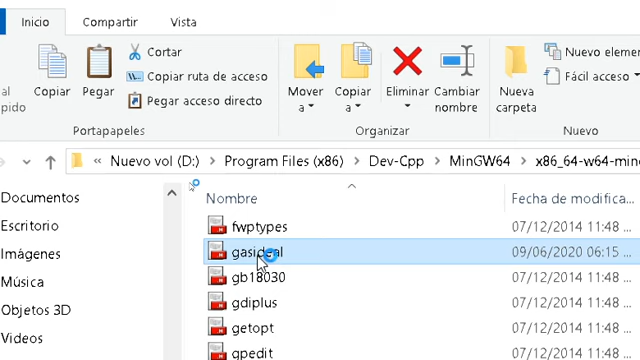 Inicio Compartir Vista
Cortar
Copiar ruta de acceso
Pegar acceso directo
al
pido
Copiar
Pegar
Mover
a
Copiar
a
Eliminar
Cambiar
nombre
Nueva
carpeta
Nuevo elemen
Fácil acceso
Portapapeles Organizar Nuevo
« Nuevo vol (D:) > Program Files (x86) > Dev-Cpp > MinGW64 > x86_64-w64-min
Documentos
Escritorio
Imágenes
Música
Objetos 3D
Videos
Nombre Fecha de modifica...
fwptypes 07/12/2014 11:48 ...
gasideal 09/06/2020 06:15 ...
gb18030 07/12/2014 11:48 ...
gdiplus 07/12/2014 11:48 ...
getopt 07/12/2014 11:48 ...
gpedit 07/12/2014 11:48 ...